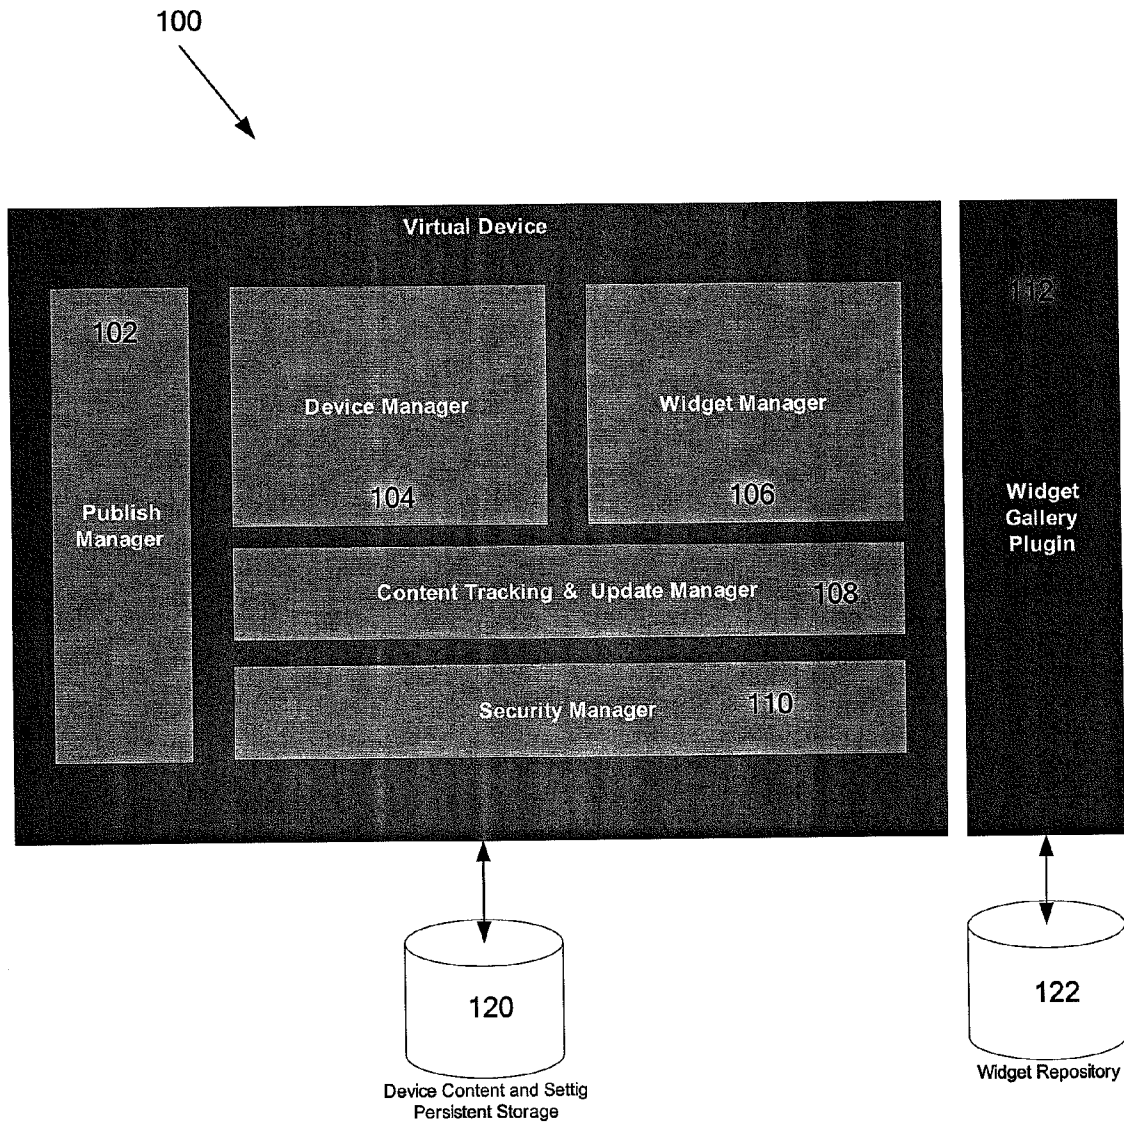 100
Virtual Device
102
112
Device Manager
Widget Manager
104
106
Publish
Manager
Widget
Gallery
Plugin
Content Tracking & Update Manager
108
Security Manager
110
120
122
Device Content and Settig
Persistent Storage
Widget Repository